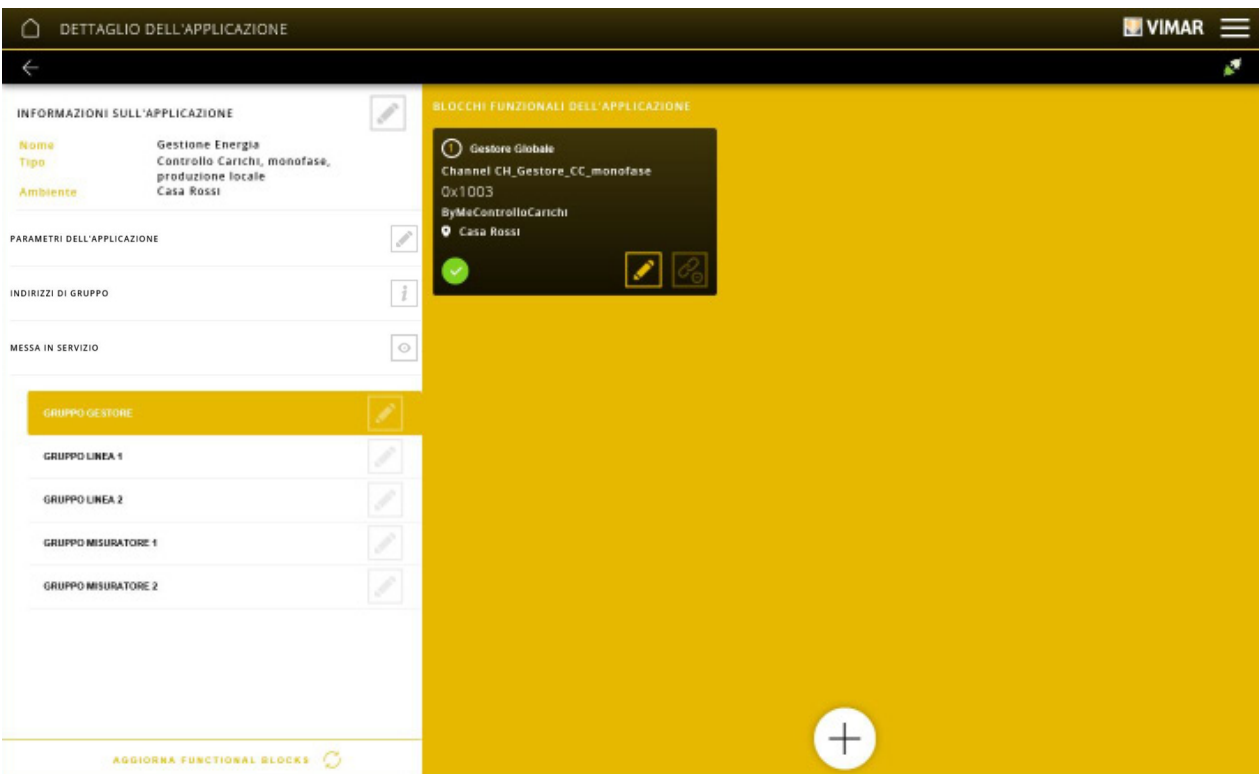 DETTAGLIO DELL'APPLICAZIONE
VIMAR
INFORMAZIONI SULL'APPLICAZIONE
Nome Gestione Energia
Tipo Controllo Carichi, monofase,
produzione locale
Ambiente Casa Rossi
PARAMETRI DELL'APPLICAZIONE
INDIRIZZI DI GRUPPO
i
MESSA IN SERVIZIO
GRUPPO GESTORE
GRUPPO LINEA 1
GRUPPO LINEA 2
GRUPPO MISURATORE 1
GRUPPO MISURATORE 2
AGGIORNA FUNCTIONAL BLOCKS
BLOCCHI FUNZIONALI DELL'APPLICAZIONE
1 Gestore Globale
Channel CH_Gestore_CC_monofase
0x1003
ByMeControlloCarichi
Casa Rossi